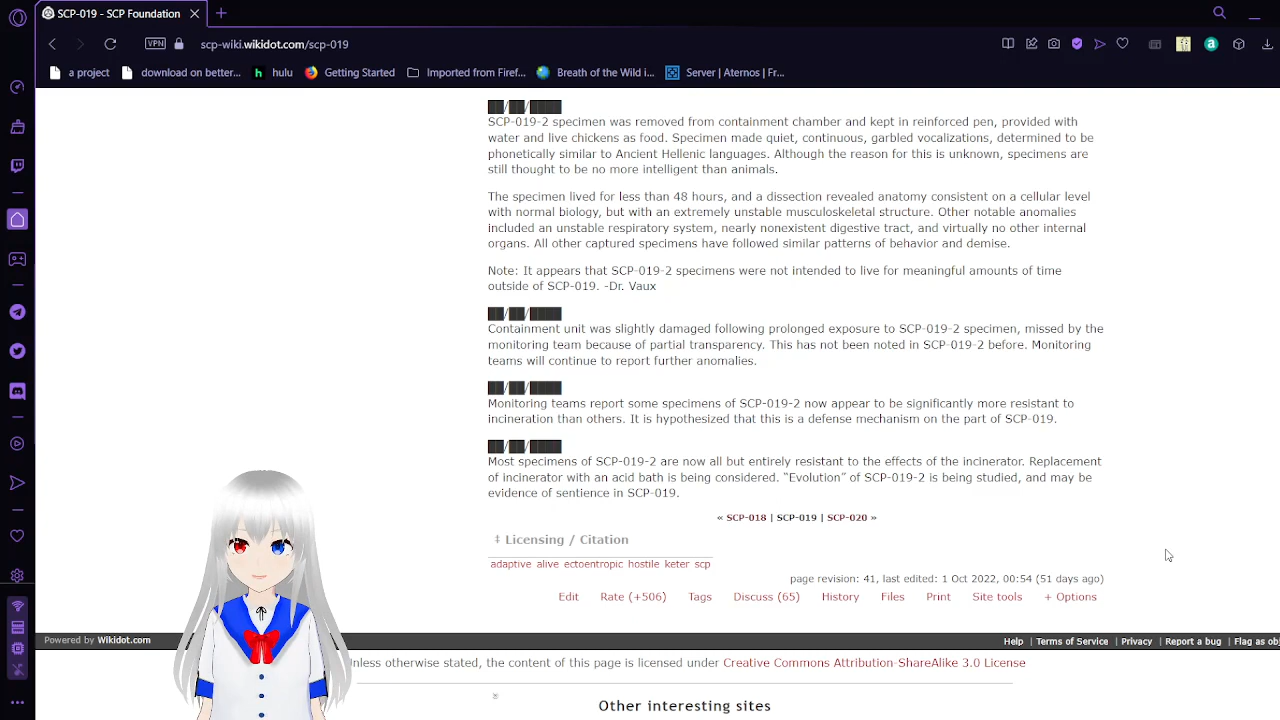 SCP-019 - SCP Foundation
VPN
scp-wiki.wikidot.com/scp-019
a project
download on better...
hulu
Getting Started
Imported from Firef...
Breath of the Wild i...
Server | Aternos | Fr...
██/██/████
SCP-019-2 specimen was removed from containment chamber and kept in reinforced pen, provided with
water and live chickens as food. Specimen made quiet, continuous, garbled vocalizations, determined to be
phonetically similar to Ancient Hellenic languages. Although the reason for this is unknown, specimens are
still thought to be no more intelligent than animals.
The specimen lived for less than 48 hours, and a dissection revealed anatomy consistent on a cellular level
with normal biology, but with an extremely unstable musculoskeletal structure. Other notable anomalies
included an unstable respiratory system, nearly nonexistent digestive tract, and virtually no other internal
organs. All other captured specimens have followed similar patterns of behavior and demise.
Note: It appears that SCP-019-2 specimens were not intended to live for meaningful amounts of time
outside of SCP-019. -Dr. Vaux
██/██/████
Containment unit was slightly damaged following prolonged exposure to SCP-019-2 specimen, missed by the
monitoring team because of partial transparency. This has not been noted in SCP-019-2 before. Monitoring
teams will continue to report further anomalies.
██/██/████
Monitoring teams report some specimens of SCP-019-2 now appear to be significantly more resistant to
incineration than others. It is hypothesized that this is a defense mechanism on the part of SCP-019.
██/██/████
Most specimens of SCP-019-2 are now all but entirely resistant to the effects of the incinerator. Replacement
of incinerator with an acid bath is being considered. “Evolution” of SCP-019-2 is being studied, and may be
evidence of sentience in SCP-019.
« SCP-018 | SCP-019 | SCP-020 »
‡ Licensing / Citation
adaptive alive ectoentropic hostile keter scp
page revision: 41, last edited: 1 Oct 2022, 00:54 (51 days ago)
Edit Rate (+506) Tags Discuss (65) History Files Print Site tools + Options
Powered by Wikidot.com
Help | Terms of Service | Privacy | Report a bug | Flag as ob
nless otherwise stated, the content of this page is licensed under Creative Commons Attribution-ShareAlike 3.0 License
Other interesting sites